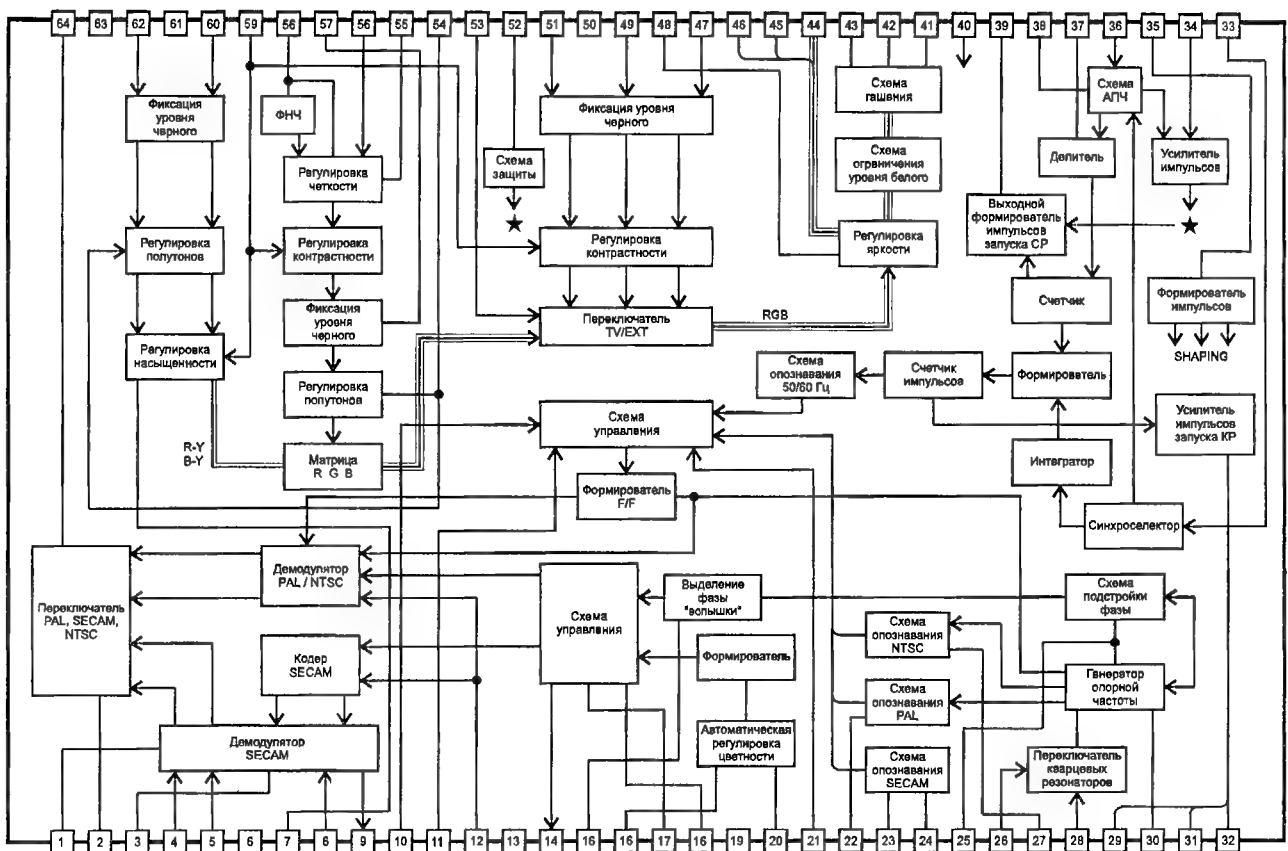 64 63 62 61 60 59 56 57 56 55 54 53 52 51 50 49 48 47 46 45 44 43 42 41 40 39 38 37 36 35 34 33
Фиксация
уровня
черного
ФНЧ
Регулировка
четкости
Схема
защиты
Фиксация уровня
черного
Схема
гашения
Схема
ограничения
уровня белого
Схема
АПЧ
Делитель
Усилитель
импульсов
Выходной
формирователь
импульсов
запуска СР
Регулировка
полутонов
Регулировка
контрастности
Регулировка
контрастности
Регулировка
яркости
Фиксация
уровня
черного
Переключатель
TV/EXT
RGB
Счетчик
Формирователь
импульсов
SHAPING
Регулировка
насыщенности
Регулировка
полутонов
Схема
опознавания
50/60 Гц
Счетчик
импульсов
Формирователь
Усилитель
импульсов
запуска КР
R-Y
B-Y
Матрица
R G B
Схема
управления
Формирователь
F/F
Интегратор
Синхроселектор
Переключатель
PAL, SECAM,
NTSC
Демодулятор
PAL / NTSC
Схема
управления
Выделение
фазы
"вспышки"
Схема
подстройки
фазы
Кодер
SECAM
Формирователь
Схема
опознавания
NTSC
Генератор
опорной
частоты
Схема
опознавания
PAL
Демодулятор
SECAM
Автоматическая
регулировка
цветности
Схема
опознавания
SECAM
Переключатель
кварцевых
резонаторов
1 2 3 4 5 6 7 6 9 10 11 12 13 14 16 16 17 16 19 20 21 22 23 24 25 26 27 28 29 30 31 32